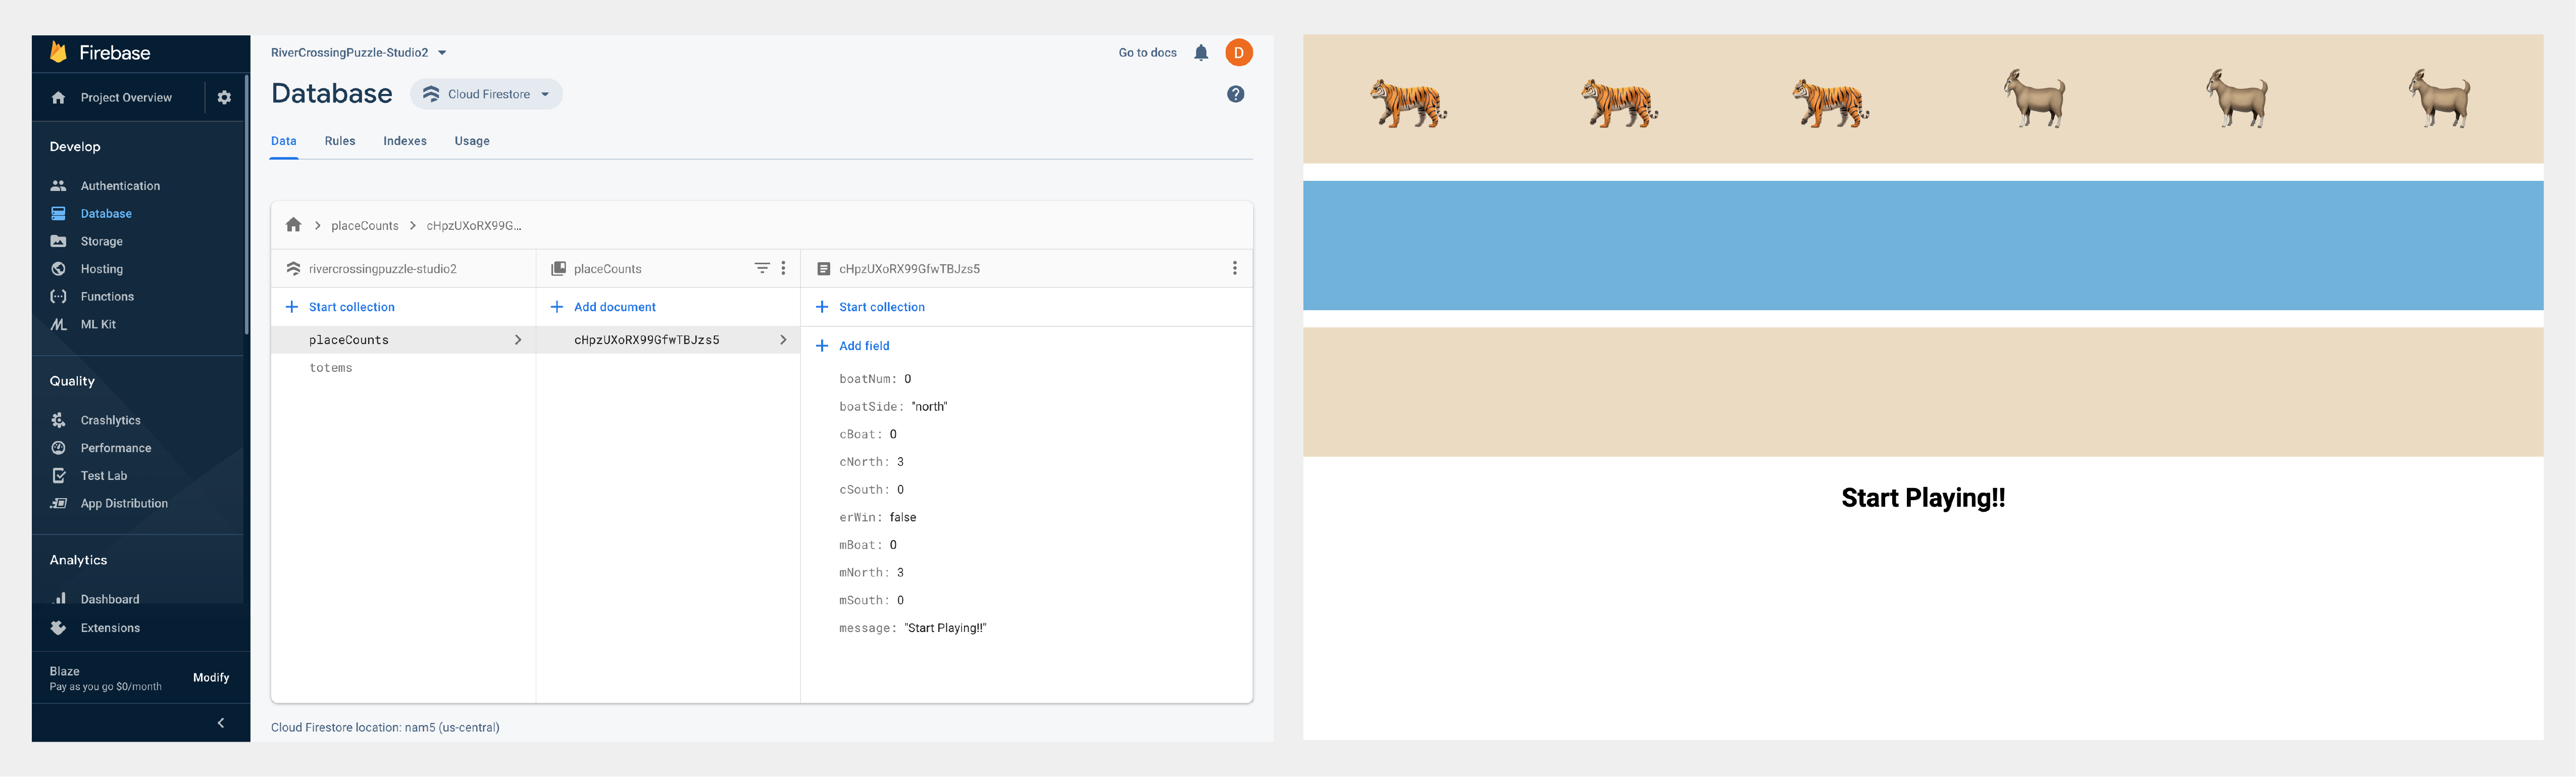 Firebase
Project Overview
Develop
Authentication
Database
Storage
Hosting
Functions
ML Kit
Quality
Crashlytics
Performance
Test Lab
App Distribution
Analytics
Dashboard
Extensions
Blaze
Pay as you go $0/month
Modify
RiverCrossingPuzzle-Studio2
Go to docs
D
Database
Cloud Firestore
Data Rules Indexes Usage
placeCounts > cHpzUXoRX99G...
rivercrossingpuzzle-studio2
Start collection
placeCounts
totems
placeCounts
Add document
cHpzUXoRX99GfwTBJzs5
cHpzUXoRX99GfwTBJzs5
Start collection
Add field
boatNum: 0
boatSide: "north"
cBoat: 0
cNorth: 3
cSouth: 0
erWin: false
mBoat: 0
mNorth: 3
mSouth: 0
message: "Start Playing!!"
Cloud Firestore location: nam5 (us-central)
Start Playing!!